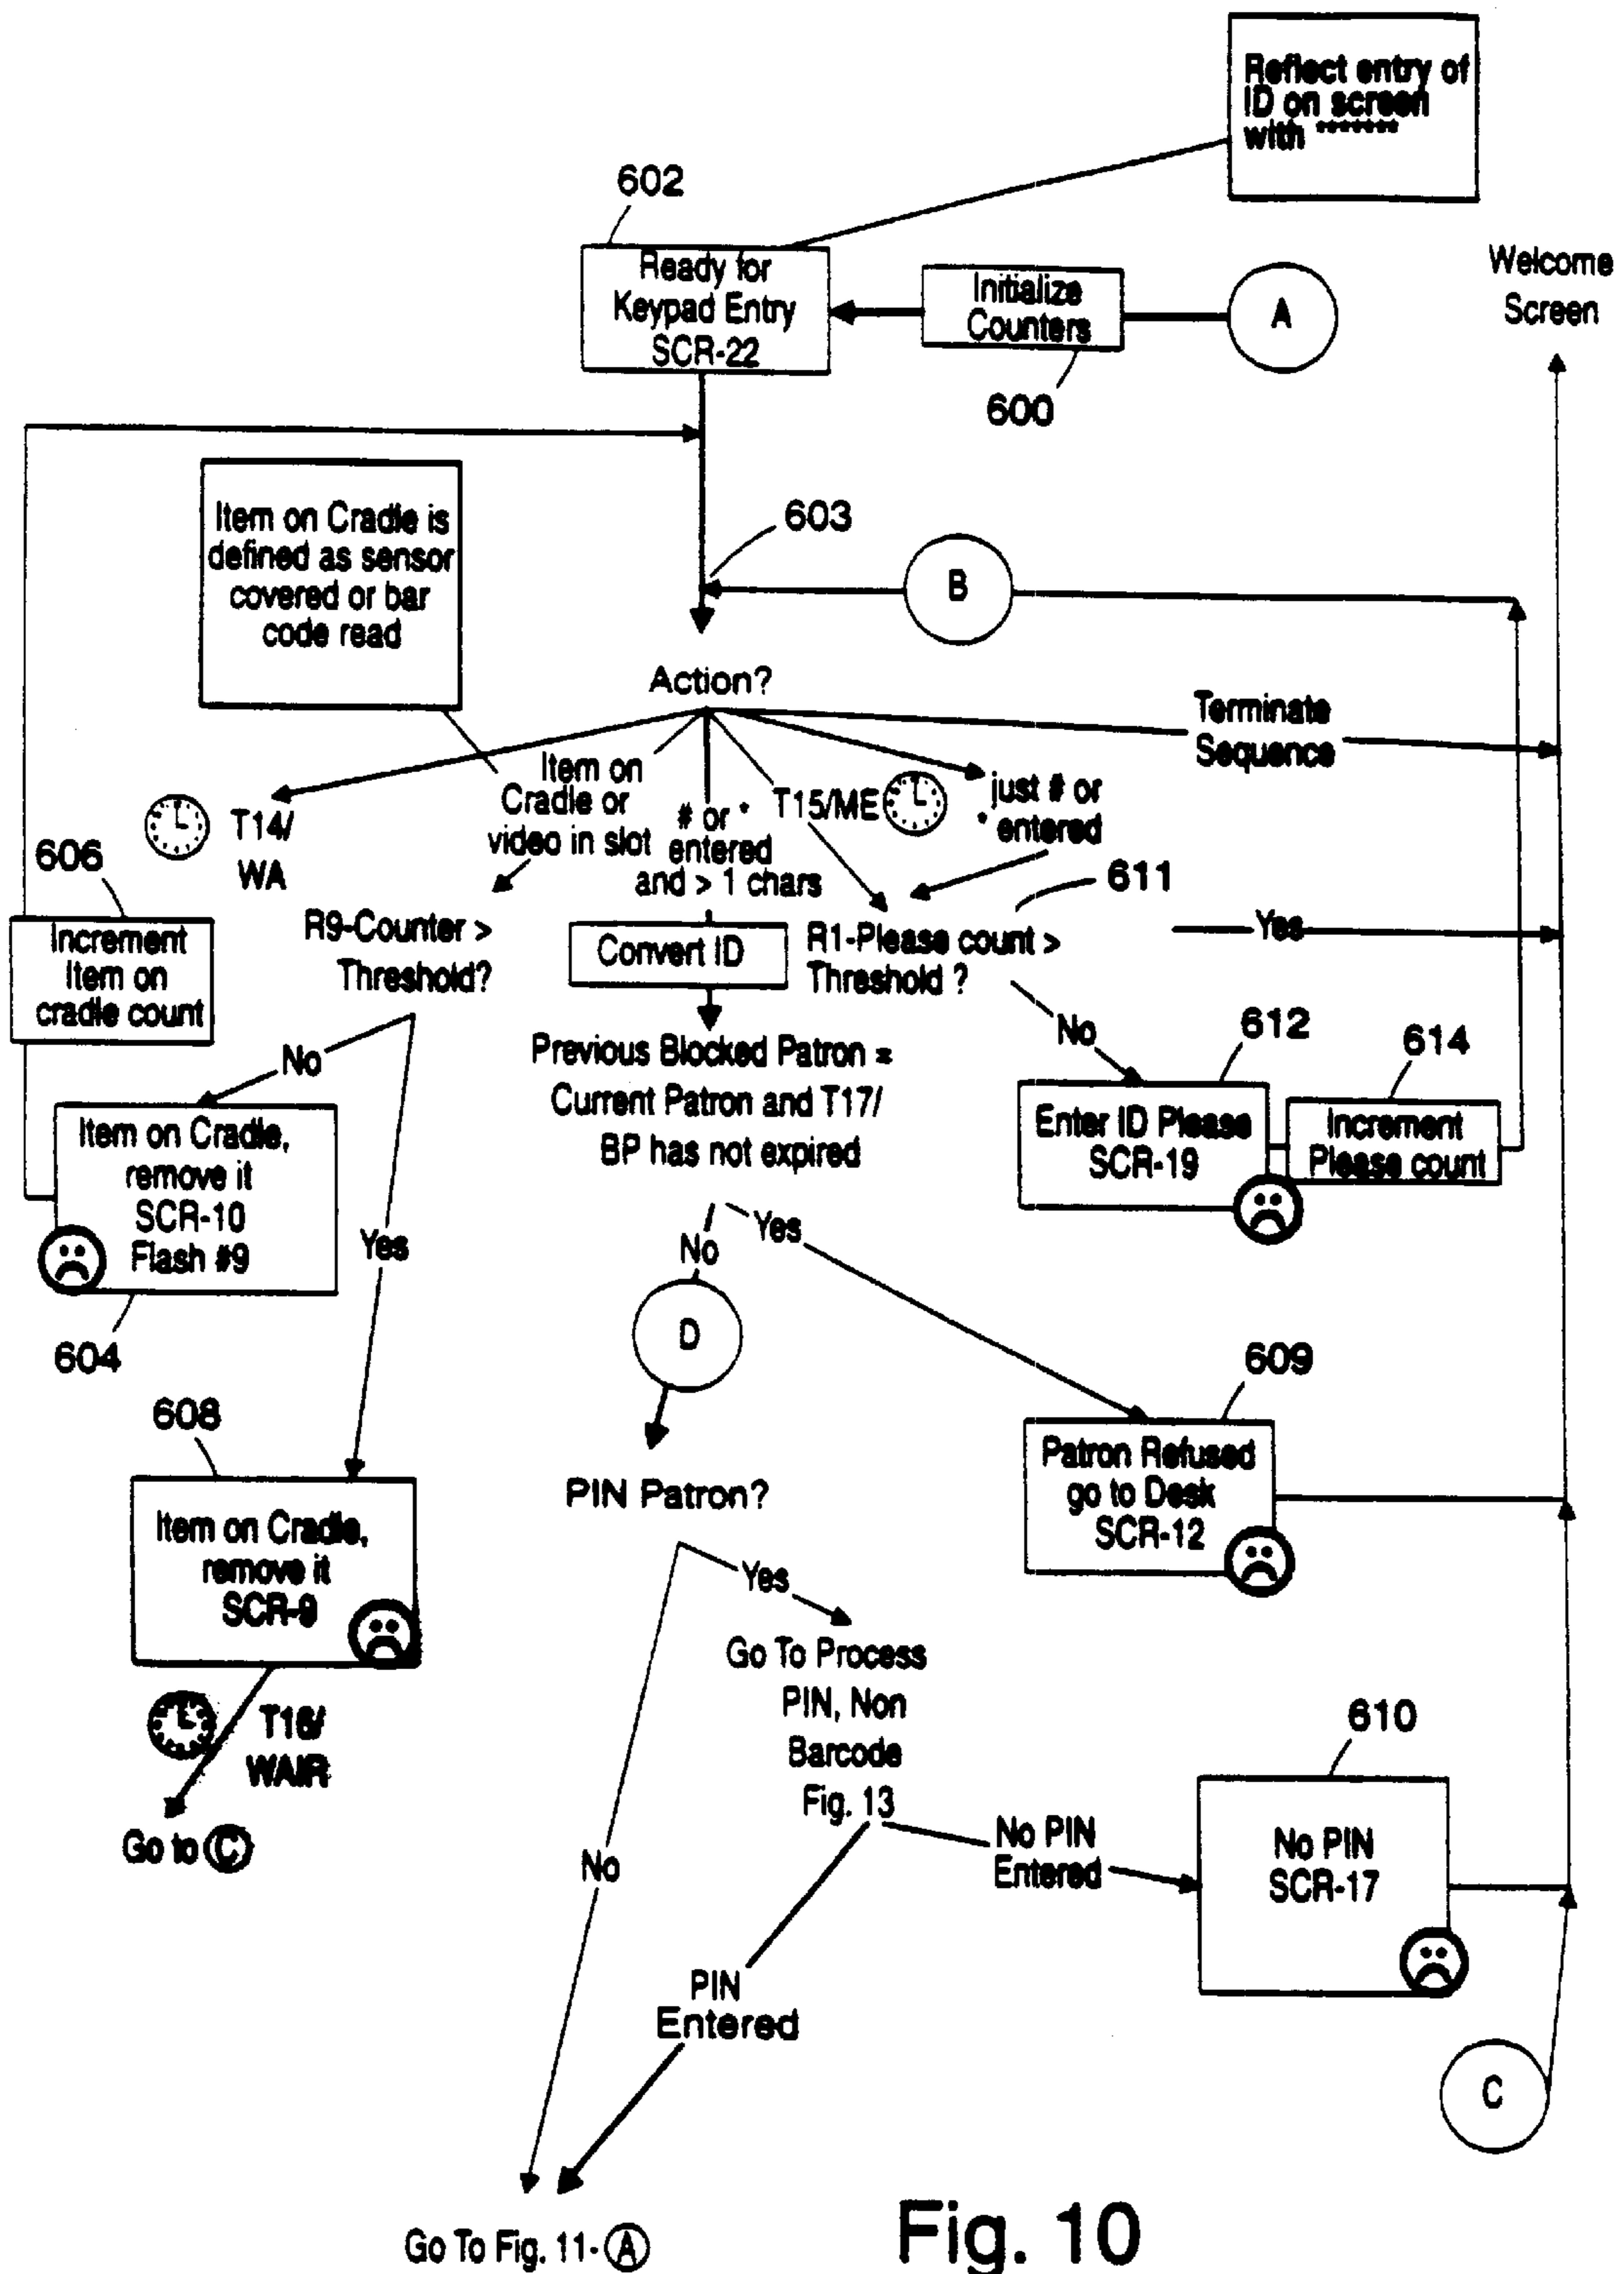 Reflect entry of
ID on screen
with *******
602
Ready for
Keypad Entry
SCR-22
Initialize
Counters
A
600
Welcome
Screen
Item on Cradle is
defined as sensor
covered or bar
code read
603
B
Action?
Terminate
Sequence
T14/
WA
Item on
Cradle or
video in slot
# or *
entered
and > 1 chars
T15/ME
just # or
* entered
606
Increment
Item on
cradle count
R9-Counter >
Threshold?
Convert ID
R1-Please count >
Threshold ?
611
Yes
No
Item on Cradle,
remove it
SCR-10
Flash #9
604
Yes
Previous Blocked Patron =
Current Patron and T17/
BP has not expired
No
612
Enter ID Please
SCR-19
614
Increment
Please count
No
Yes
D
609
Patron Refused
go to Desk
SCR-12
608
Item on Cradle,
remove it
SCR-9
T16/
WAIR
Go to C
PIN Patron?
Yes
Go To Process
PIN, Non
Barcode
Fig. 13
No
No PIN
Entered
610
No PIN
SCR-17
PIN
Entered
C
Go To Fig. 11- A
Fig. 10